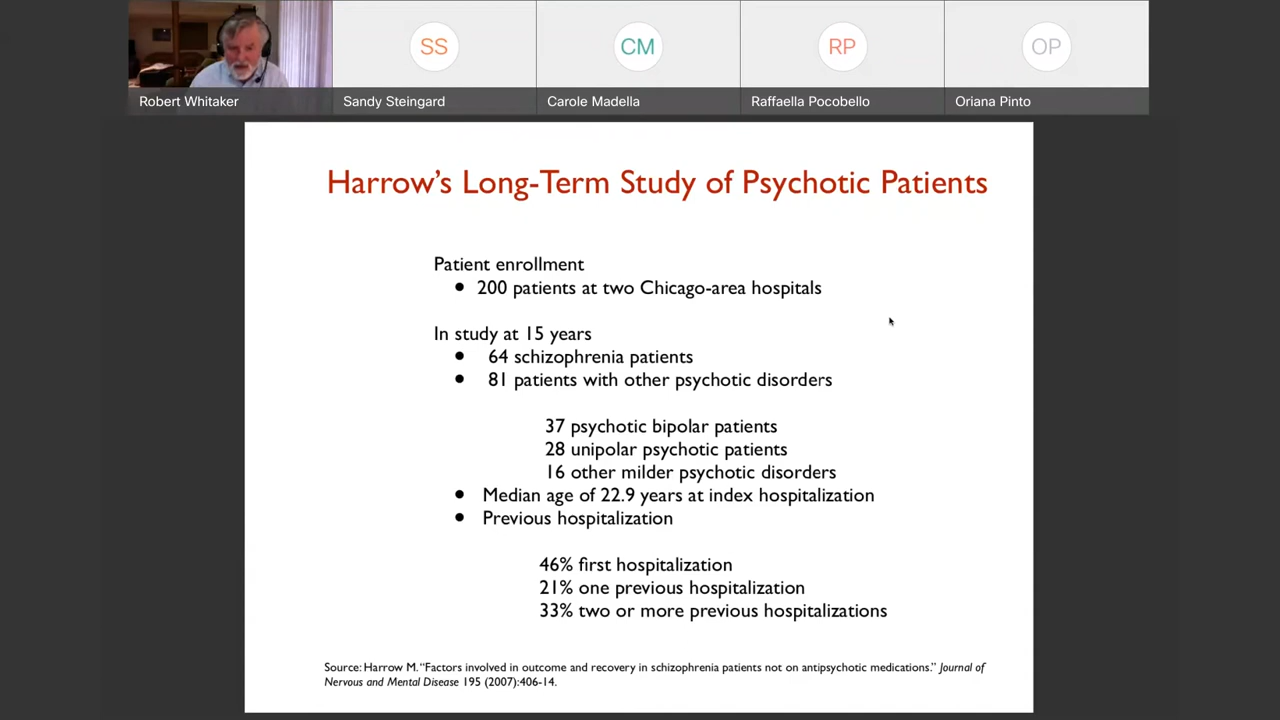 SS
CM
RP
OP
Robert Whitaker
Sandy Steingard
Carole Madella
Raffaella Pocobello
Oriana Pinto
Harrow's Long-Term Study of Psychotic Patients
Patient enrollment
• 200 patients at two Chicago-area hospitals
In study at 15 years
• 64 schizophrenia patients
• 81 patients with other psychotic disorders
37 psychotic bipolar patients
28 unipolar psychotic patients
16 other milder psychotic disorders
• Median age of 22.9 years at index hospitalization
• Previous hospitalization
46% first hospitalization
21% one previous hospitalization
33% two or more previous hospitalizations
Source: Harrow M. “Factors involved in outcome and recovery in schizophrenia patients not on antipsychotic medications.” Journal of
Nervous and Mental Disease 195 (2007):406-14.